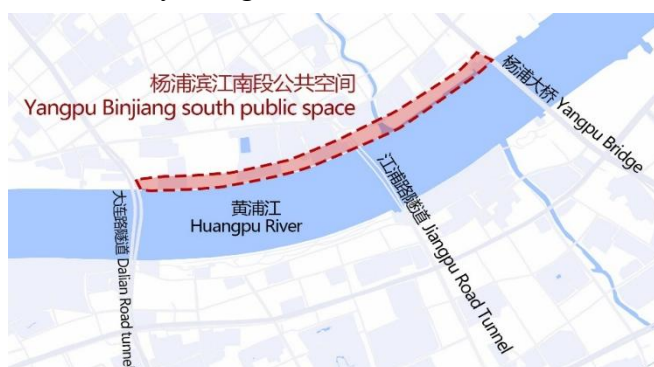 杨浦滨江南段公共空间
Yangpu Binjiang south public space
杨浦大桥 Yangpu Bridge
黄浦江
Huangpu River
大连路隧道 Dalian Road tunnel
江浦路隧道 Jiangpu Road Tunnel